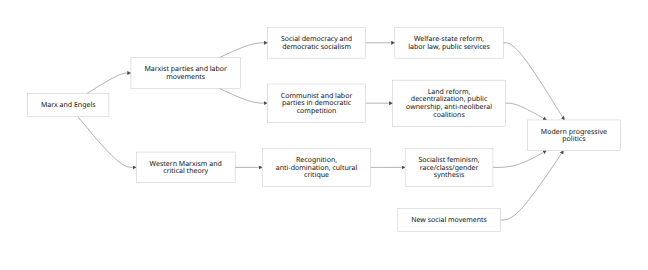 Social democracy and
democratic socialism
Welfare-state reform,
labor law, public services
Marxist parties and labor
movements
Marx and Engels
Communist and labor
parties in democratic
competition
Land reform,
decentralization, public
ownership, anti-neoliberal
coalitions
Modern progressive
politics
Western Marxism and
critical theory
Recognition,
anti-domination, cultural
critique
Socialist feminism,
race/class/gender
synthesis
New social movements